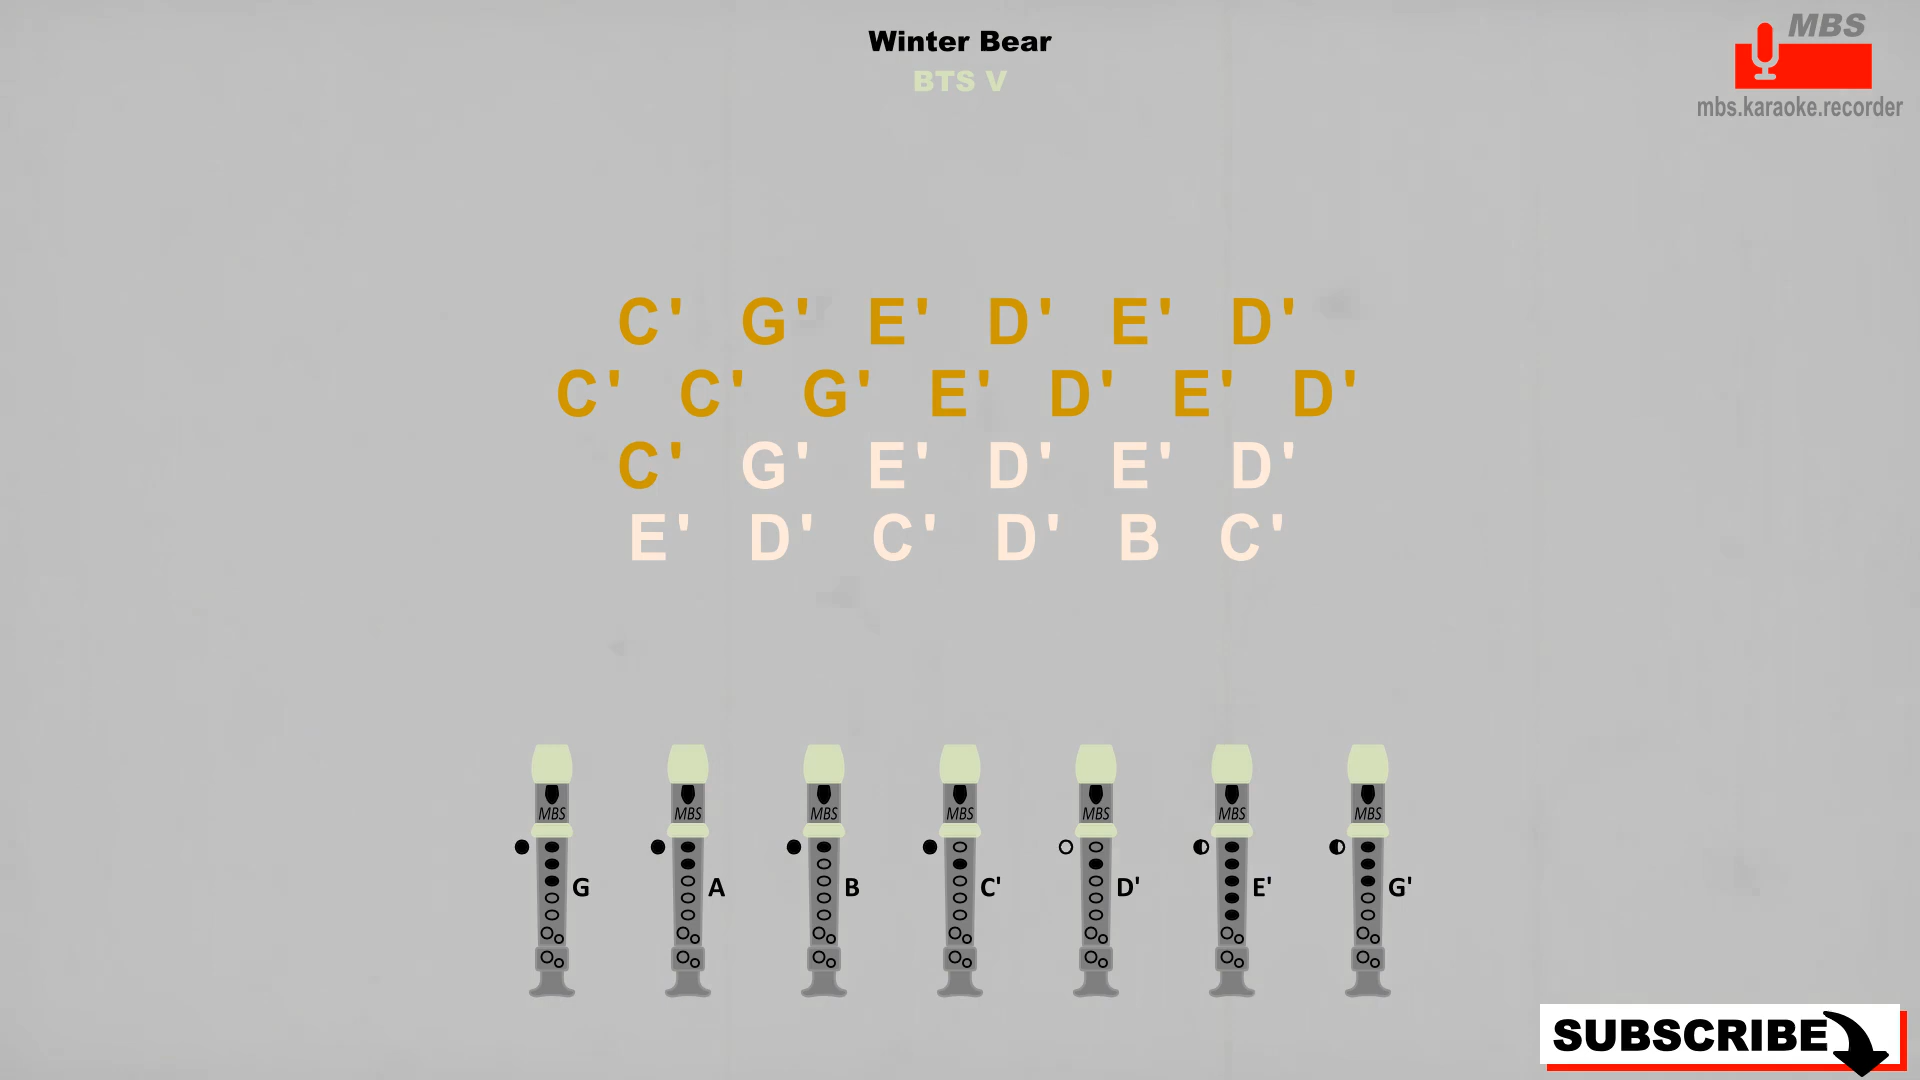 Winter Bear
BTS V
MBS
mbs.karaoke.recorder
C' G' E' D' E' D'
C' C' G' E' D' E' D'
C' G' E' D' E' D'
E' D' C' D' B C'
MBS MBS MBS MBS MBS MBS MBS
G A B C' D' E' G'
SUBSCRIBE